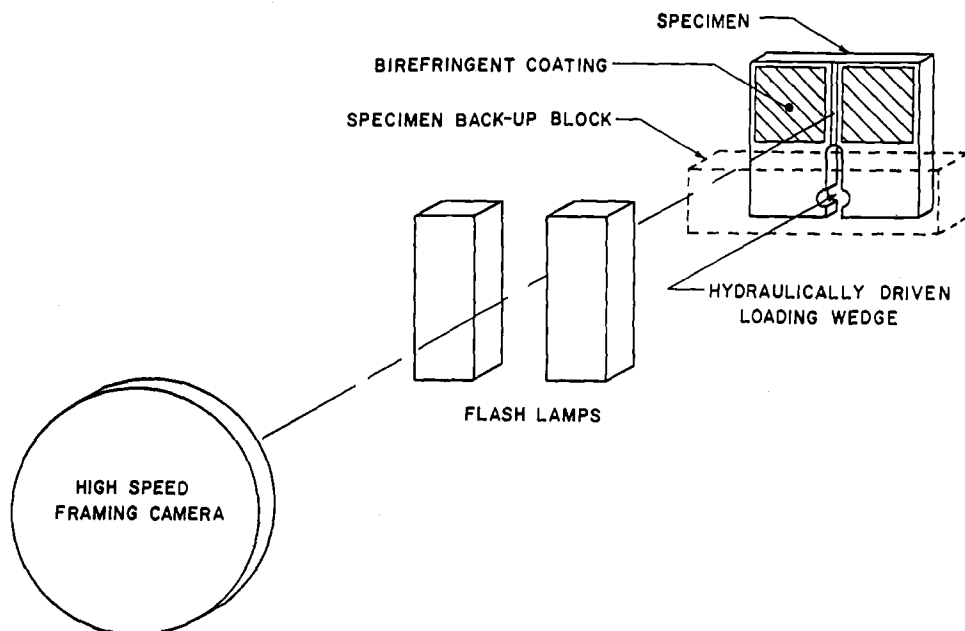 SPECIMEN
BIREFRINGENT COATING
SPECIMEN BACK-UP BLOCK
HYDRAULICALLY DRIVEN
LOADING WEDGE
FLASH LAMPS
HIGH SPEED
FRAMING CAMERA